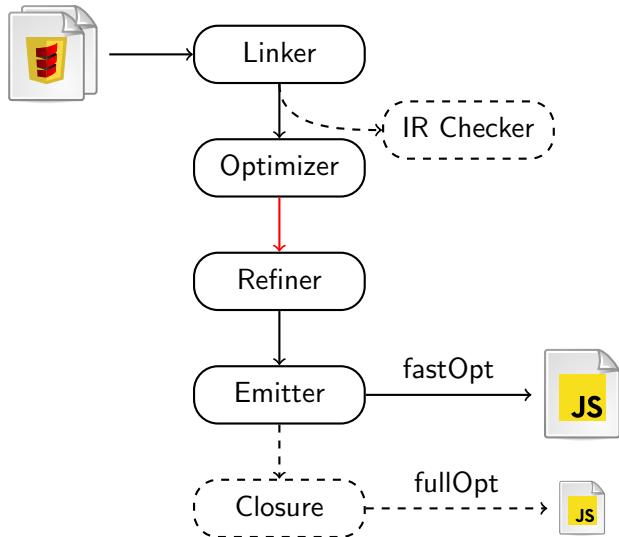 Linker
IR Checker
Optimizer
Refiner
Emitter
fastOpt
JS
Closure
fullOpt
JS